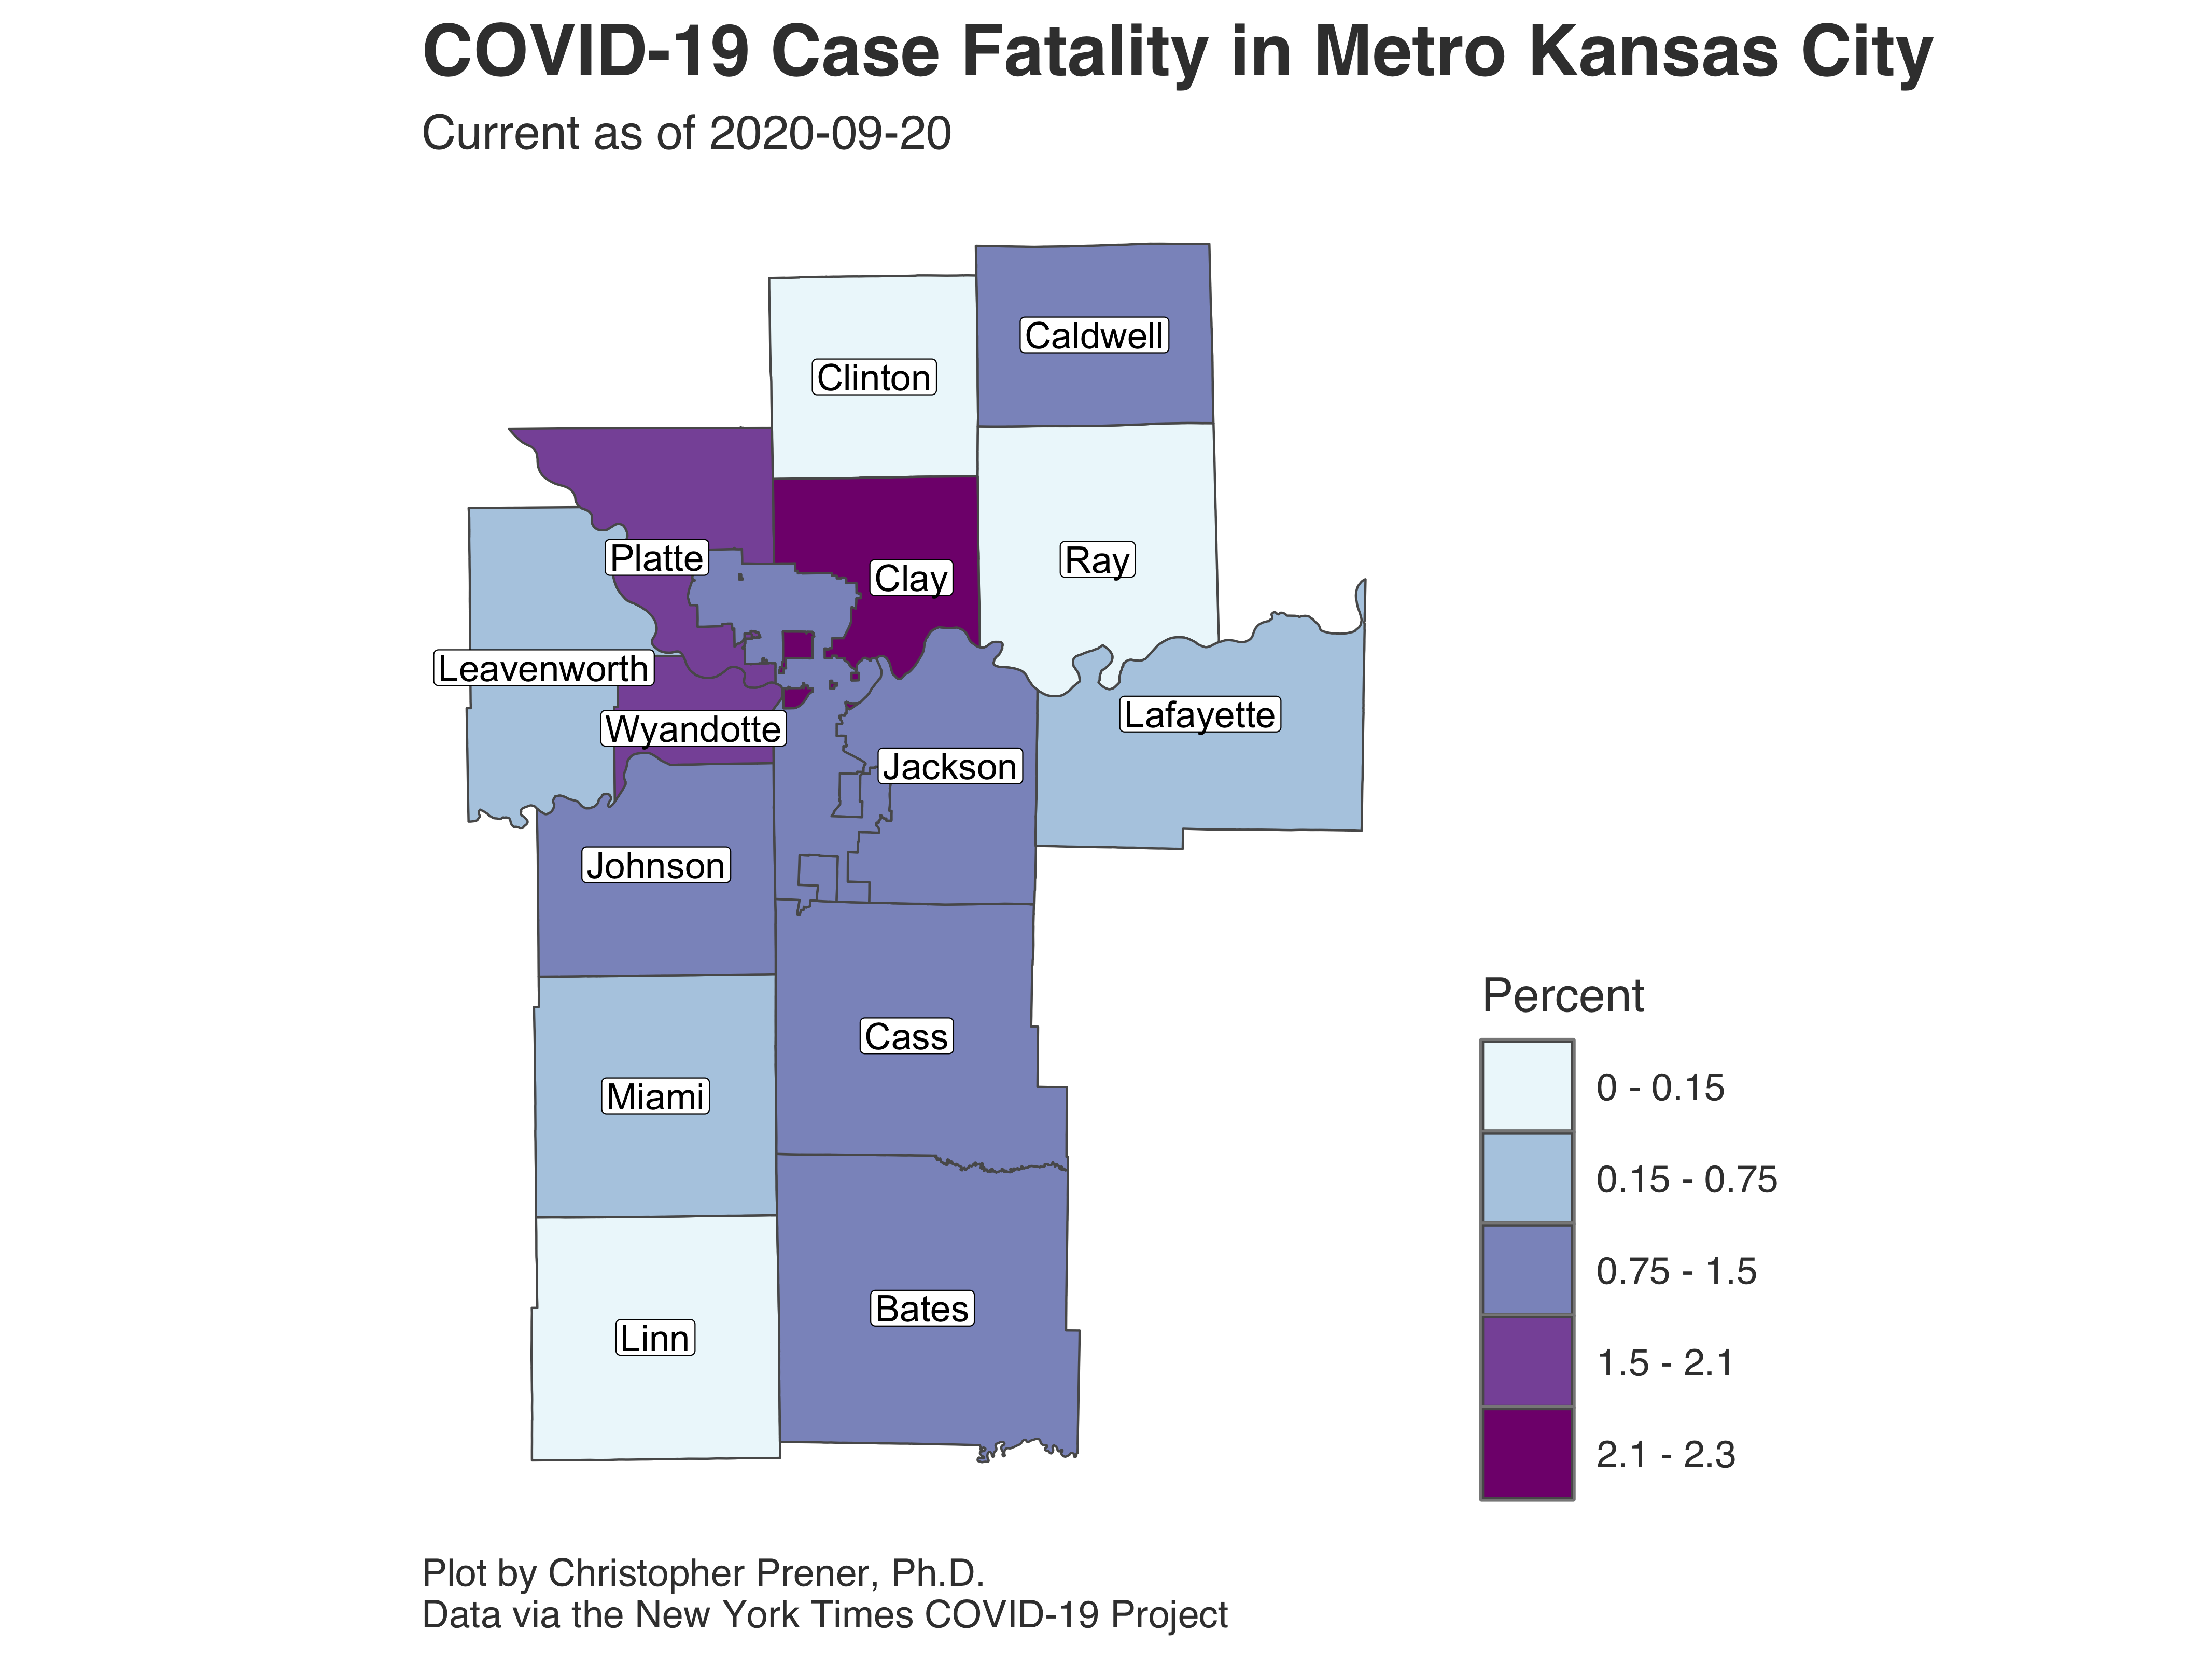 COVID-19 Case Fatality in Metro Kansas City
Current as of 2020-09-20
Caldwell
Clinton
Platte
Clay
Ray
Leavenworth
Lafayette
Wyandotte
Jackson
Johnson
Cass
Miami
Bates
Linn
Percent
0 - 0.15
0.15 - 0.75
0.75 - 1.5
1.5 - 2.1
2.1 - 2.3
Plot by Christopher Prener, Ph.D.
Data via the New York Times COVID-19 Project